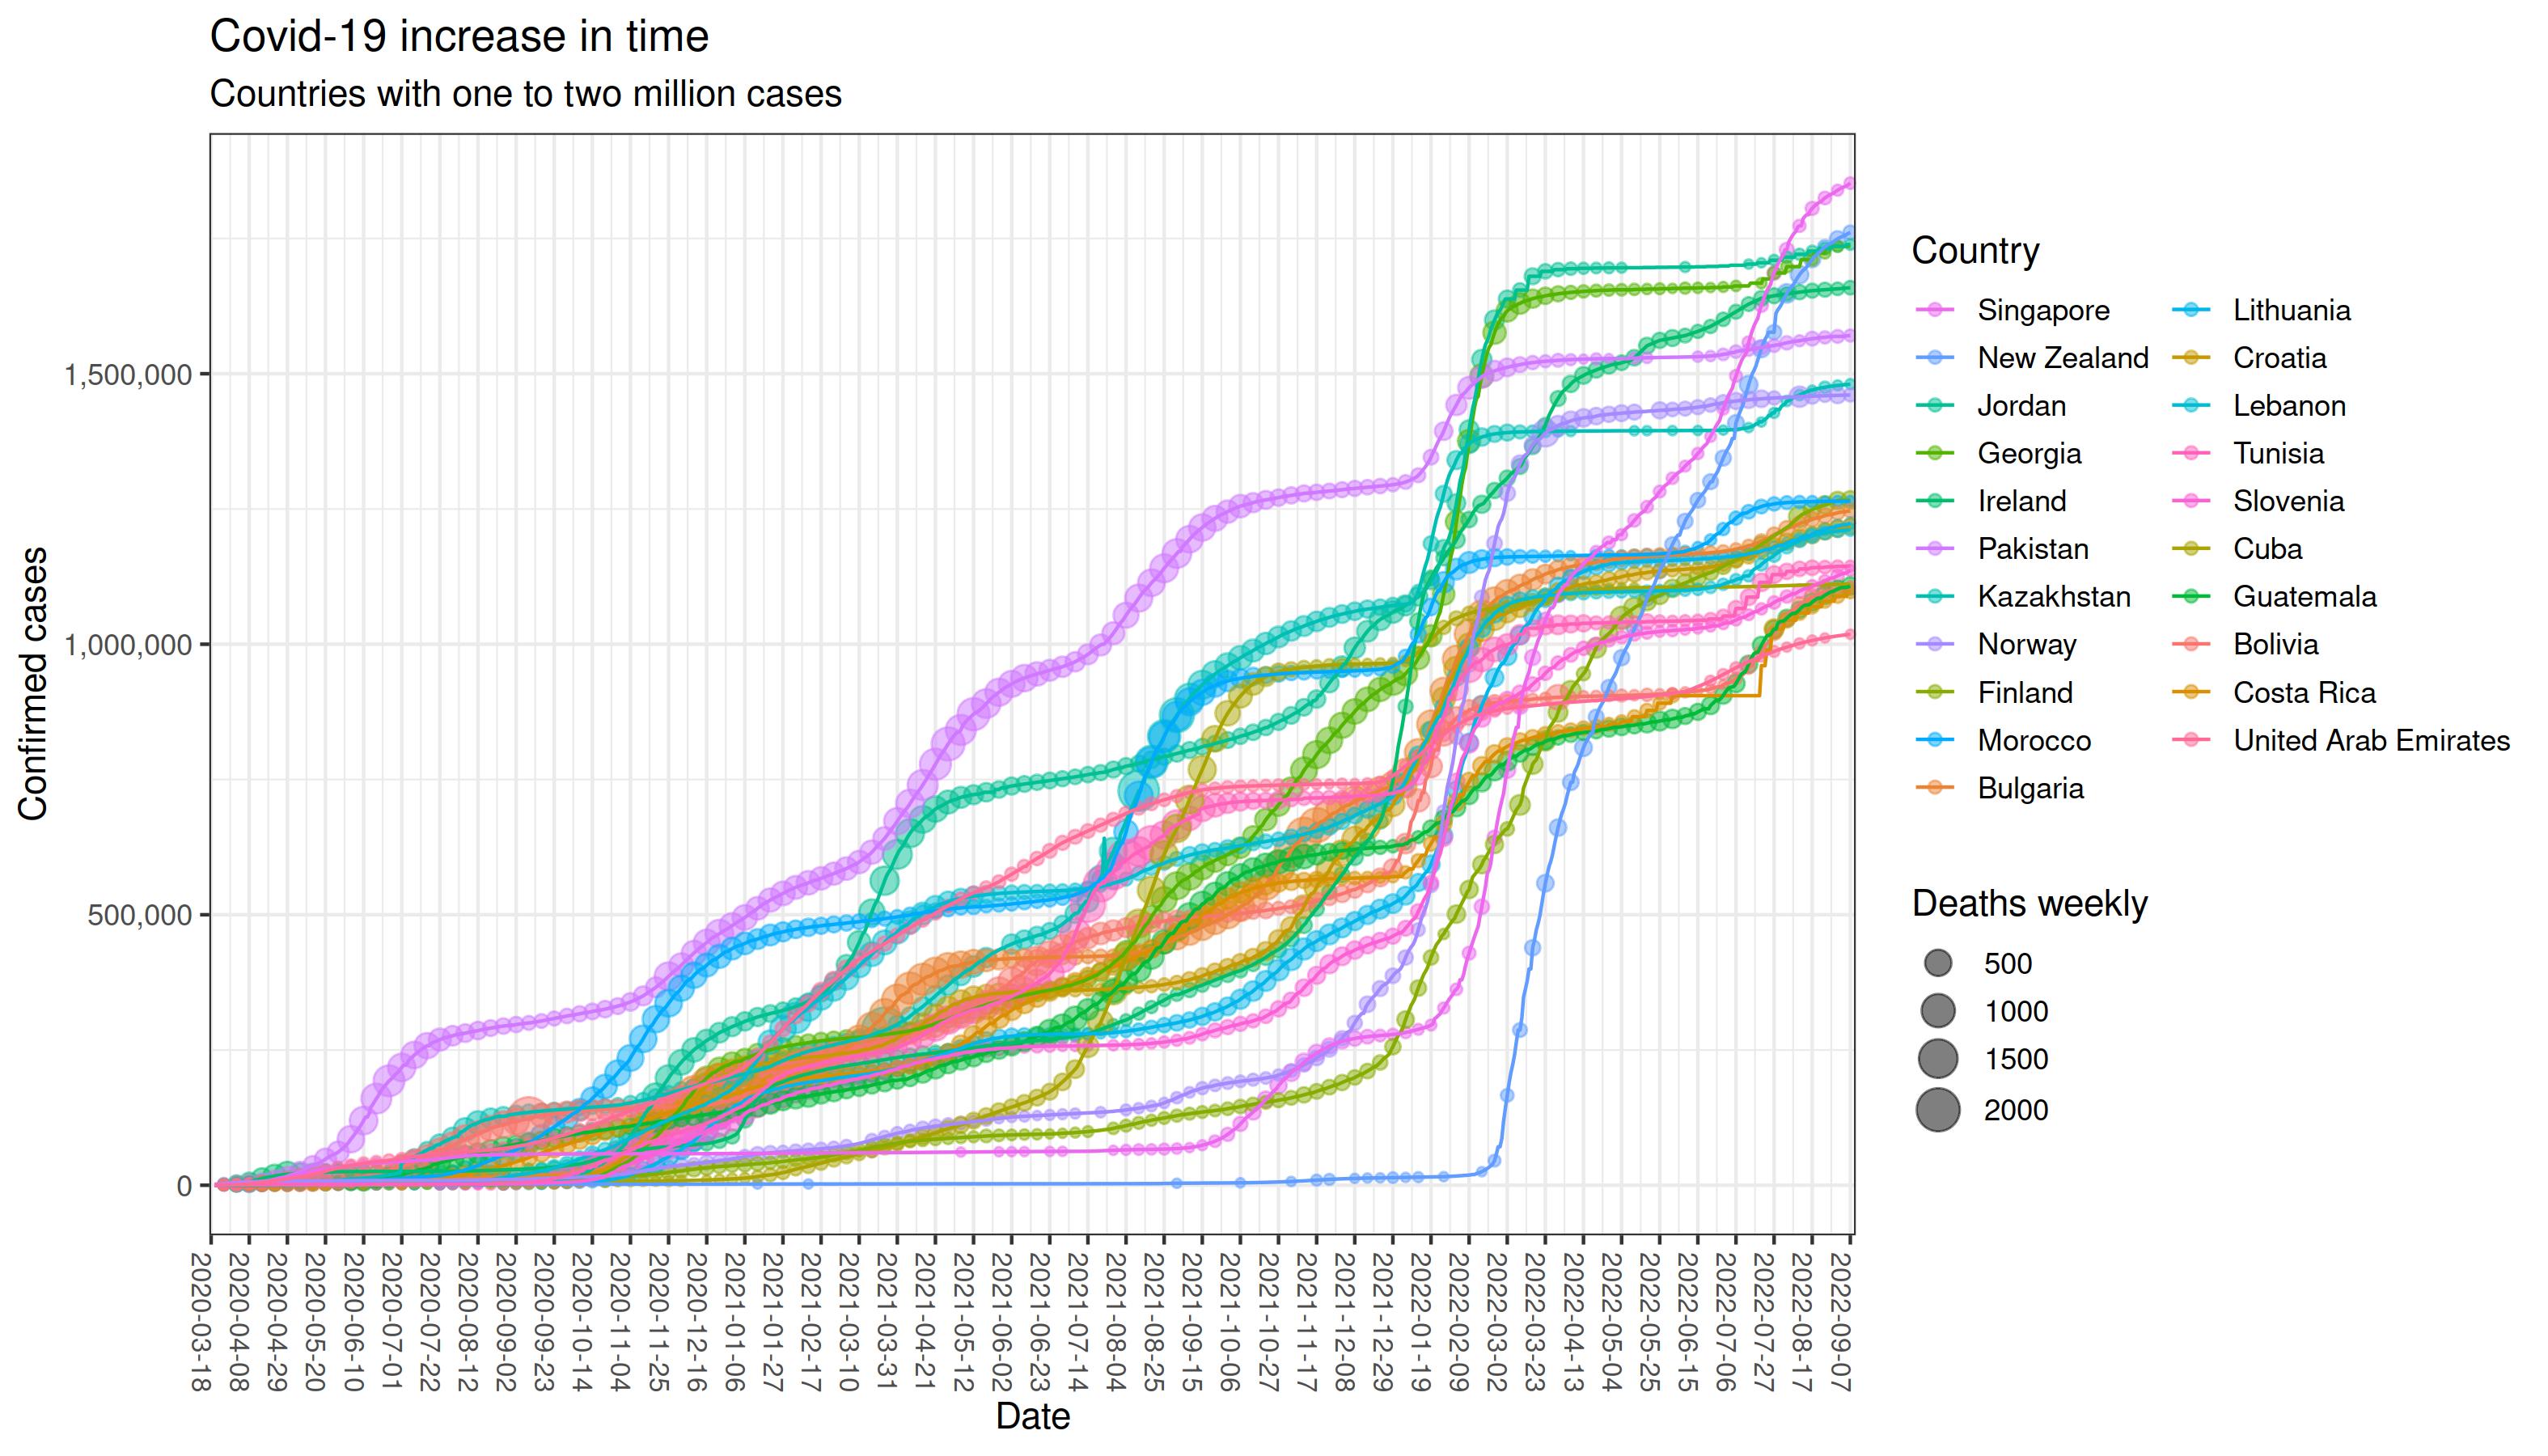 Covid-19 increase in time
Countries with one to two million cases
Confirmed cases
1,500,000
1,000,000
500,000
0
2020-03-18
2020-04-08
2020-04-29
2020-05-20
2020-06-10
2020-07-01
2020-07-22
2020-08-12
2020-09-02
2020-09-23
2020-10-14
2020-11-04
2020-11-25
2020-12-16
2021-01-06
2021-01-27
2021-02-17
2021-03-10
2021-03-31
2021-04-21
2021-05-12
2021-06-02
2021-06-23
2021-07-14
2021-08-04
2021-08-25
2021-09-15
2021-10-06
2021-10-27
2021-11-17
2021-12-08
2021-12-29
2022-01-19
2022-02-09
2022-03-02
2022-03-23
2022-04-13
2022-05-04
2022-05-25
2022-06-15
2022-07-06
2022-07-27
2022-08-17
2022-09-07
Date
Country
Singapore
New Zealand
Jordan
Georgia
Ireland
Pakistan
Kazakhstan
Norway
Finland
Morocco
Bulgaria
Lithuania
Croatia
Lebanon
Tunisia
Slovenia
Cuba
Guatemala
Bolivia
Costa Rica
United Arab Emirates
Deaths weekly
500
1000
1500
2000